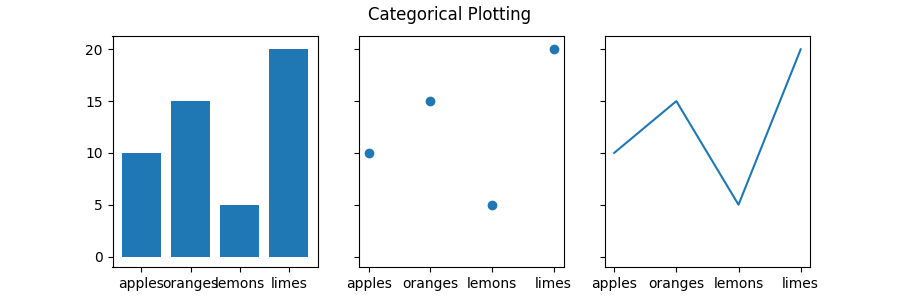 Categorical Plotting
20
15
10
5
0
apples oranges lemons limes
apples oranges lemons limes
apples oranges lemons limes